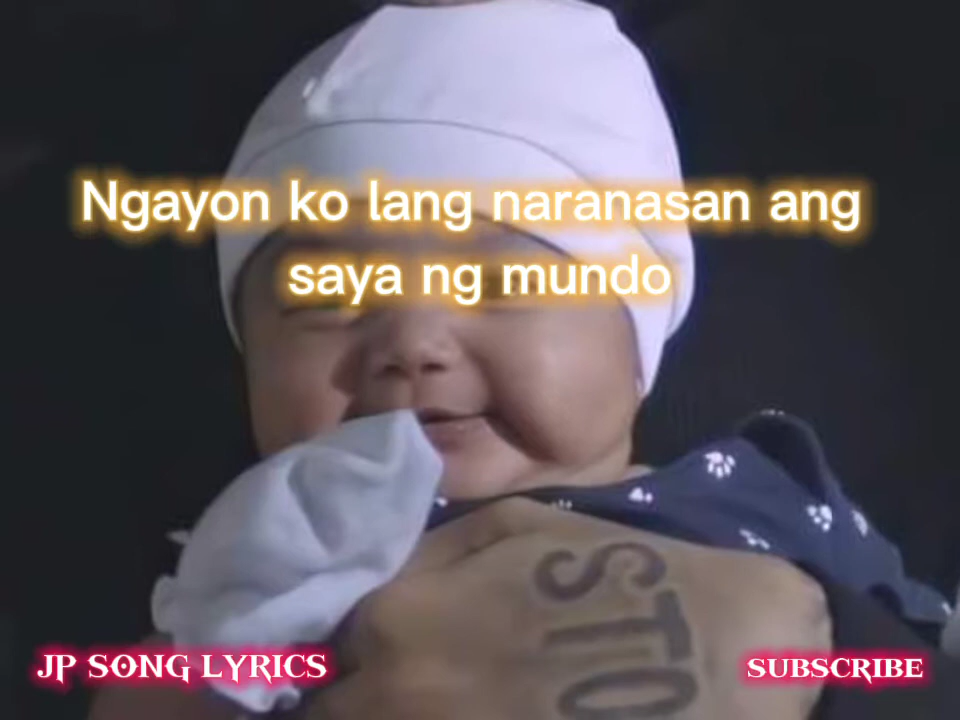 Ngayon ko lang naranasan ang
saya ng mundo
STO
JP SONG LYRICS
SUBSCRIBE